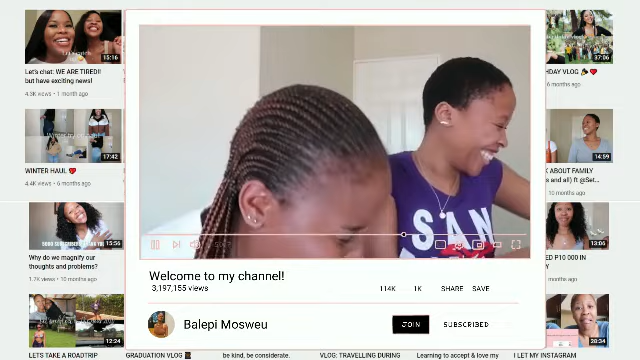 15:16
Let's chat: WE ARE TIRED!!
but have exciting news!
4.3K views • 1 month ago
17:42
WINTER HAUL
4.4K views • 6 months ago
15:56
Why do we magnify our
thoughts and problems?
1.7K views • 10 months ago
12:24
LETS TAKE A ROADTRIP
GRADUATION VLOG
be kind, be considerate.
VLOG: TRAVELLING DURING
Learning to accept & love my
I LET MY INSTAGRAM
SAN
Welcome to my channel!
3,197,155 views
114K 1K SHARE SAVE
Balepi Mosweu
JOIN SUBSCRIBED
37:06
HDAY VLOG
6 months ago
14:59
K ABOUT FAMILY
s and all) ft @Set...
10 months ago
13:06
ED P10 000 IN
28:34